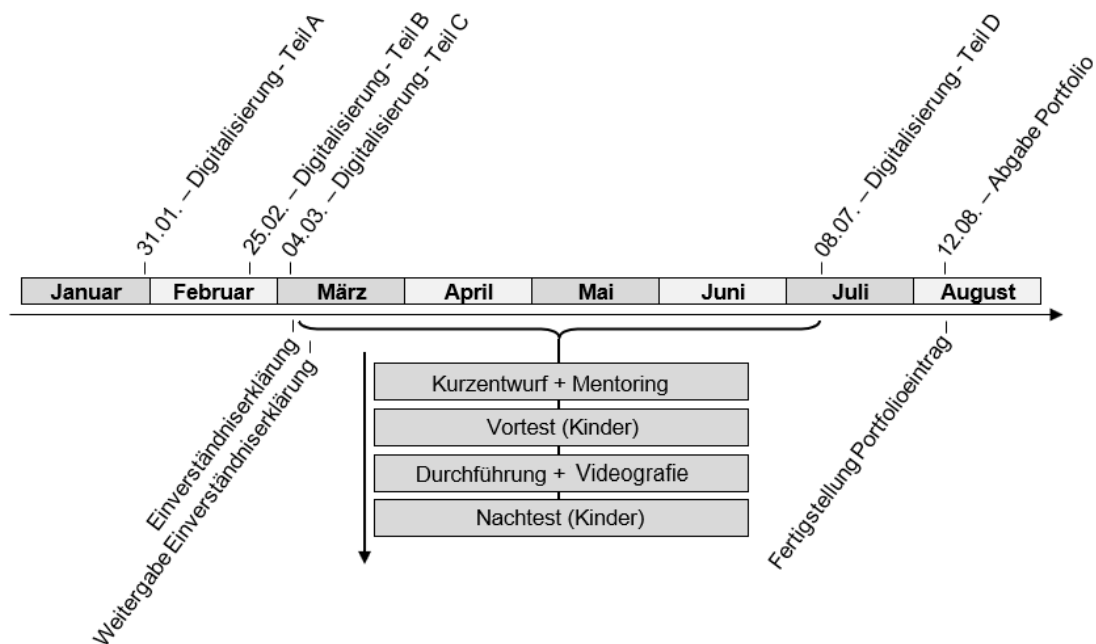 31.01. – Digitalisierung - Teil A
25.02. – Digitalisierung - Teil B
04.03. – Digitalisierung - Teil C
08.07. – Digitalisierung - Teil D
12.08. – Abgabe Portfolio
Januar
Februar
März
April
Mai
Juni
Juli
August
Einverständniserklärung
Weitergabe Einverständniserklärung
Kurzentwurf + Mentoring
Vortest (Kinder)
Durchführung + Videografie
Nachtest (Kinder)
Fertigstellung Portfolioeintrag